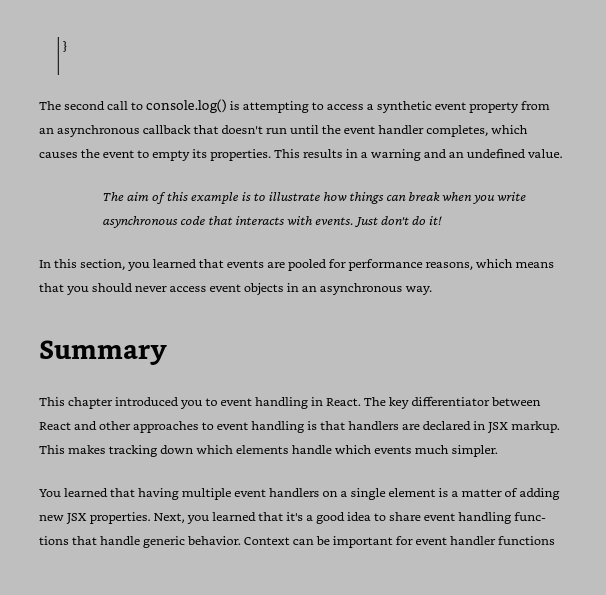 }
The second call to console.log() is attempting to access a synthetic event property from
an asynchronous callback that doesn't run until the event handler completes, which
causes the event to empty its properties. This results in a warning and an undefined value.
The aim of this example is to illustrate how things can break when you write
asynchronous code that interacts with events. Just don't do it!
In this section, you learned that events are pooled for performance reasons, which means
that you should never access event objects in an asynchronous way.
Summary
This chapter introduced you to event handling in React. The key differentiator between
React and other approaches to event handling is that handlers are declared in JSX markup.
This makes tracking down which elements handle which events much simpler.
You learned that having multiple event handlers on a single element is a matter of adding
new JSX properties. Next, you learned that it's a good idea to share event handling func-
tions that handle generic behavior. Context can be important for event handler functions